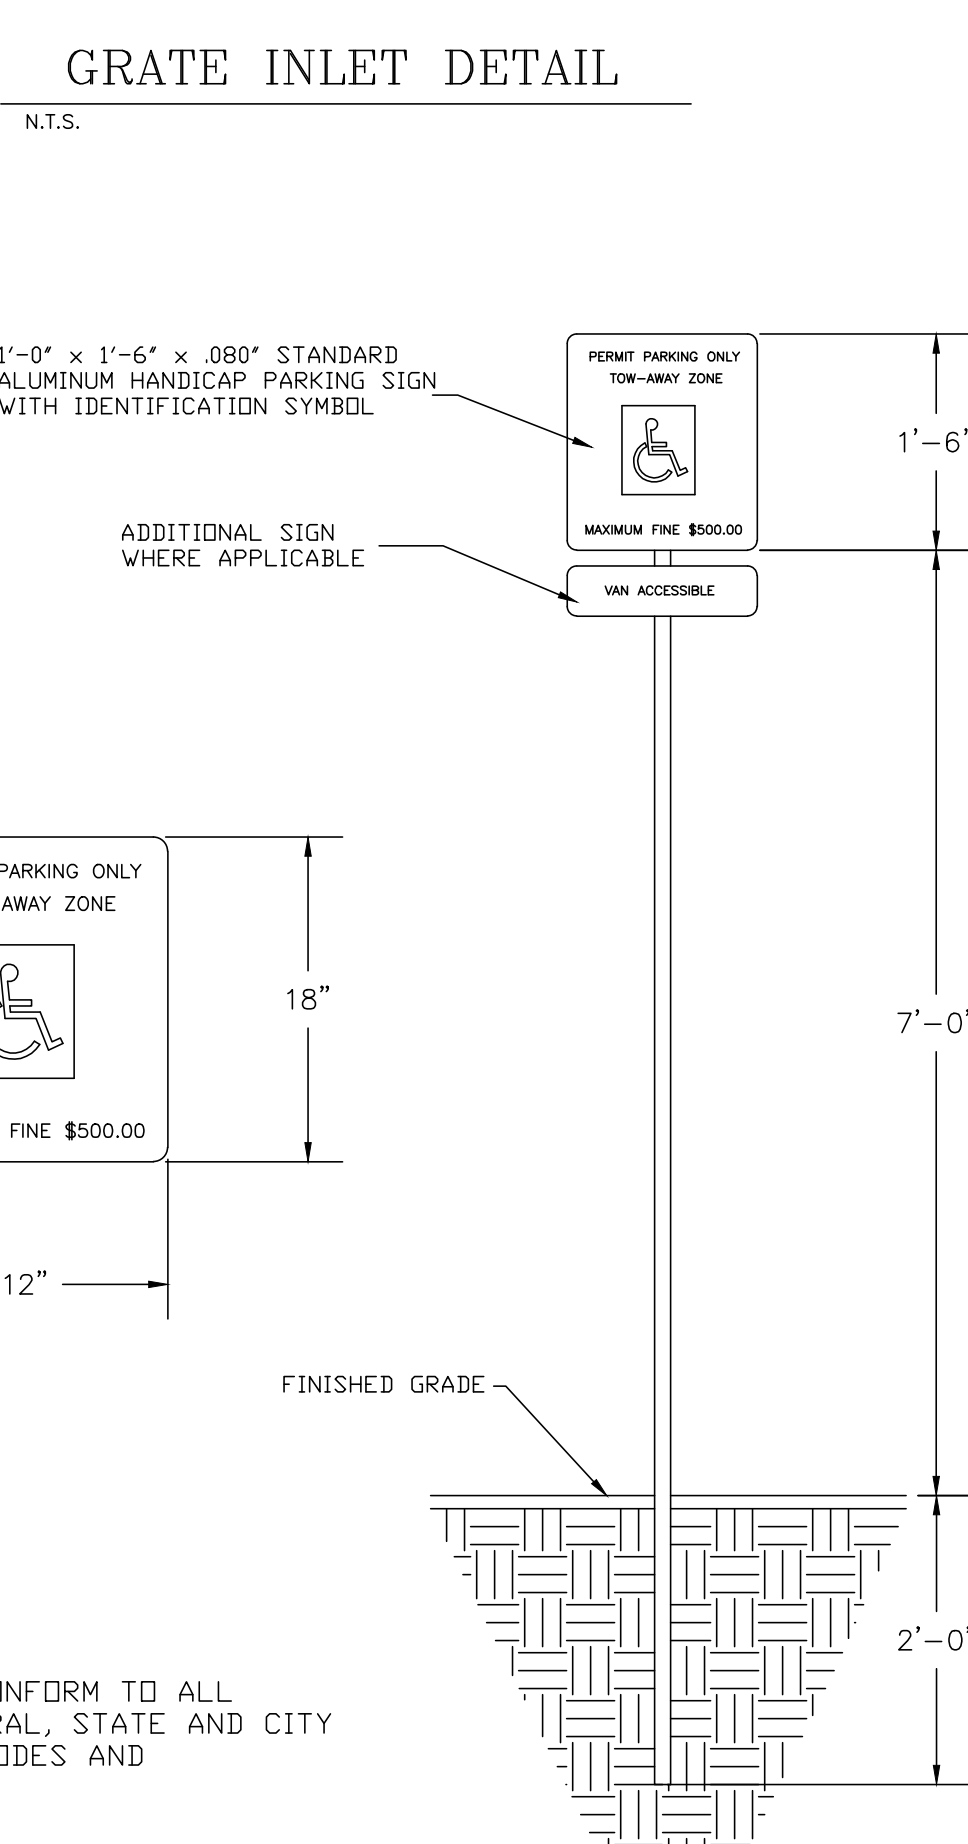 GRATE INLET DETAIL
N.T.S.
1'-0" x 1'-6" x .080" STANDARD
ALUMINUM HANDICAP PARKING SIGN
WITH IDENTIFICATION SYMBOL
PERMIT PARKING ONLY
TOW-AWAY ZONE
MAXIMUM FINE $500.00
1'-6"
ADDITIONAL SIGN
WHERE APPLICABLE
VAN ACCESSIBLE
PARKING ONLY
AWAY ZONE
FINE $500.00
18"
12"
7'-0"
FINISHED GRADE
2'-0"
NFORM TO ALL
RAL, STATE AND CITY
ODES AND